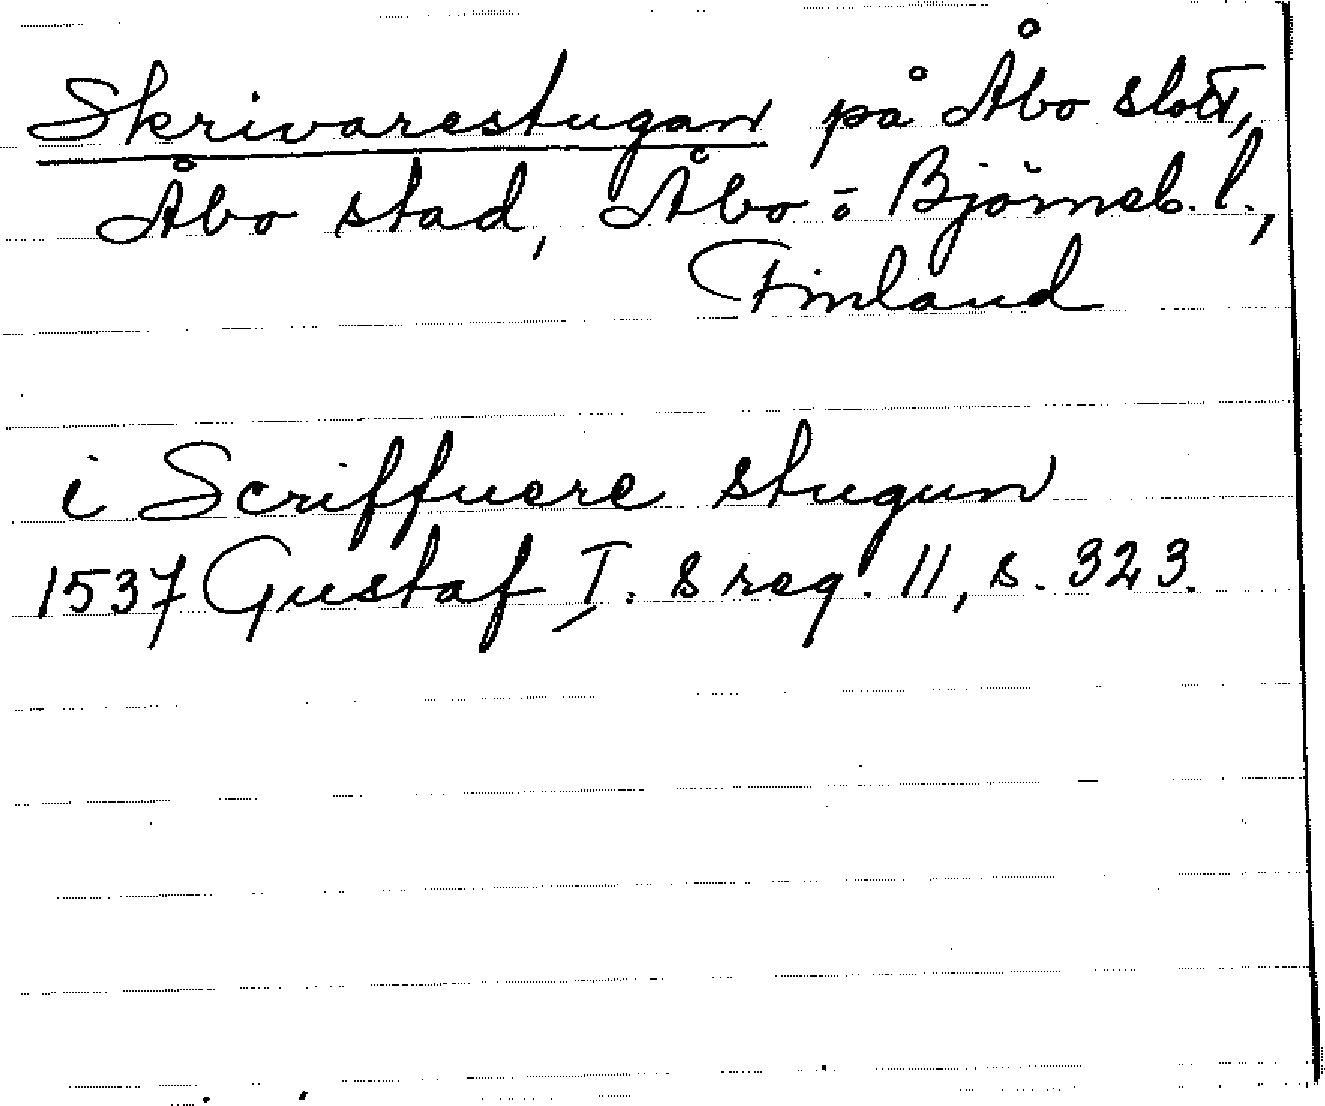 Skrivarestugan på Åbo slott,
Åbo stad, Åbo- o. Björneb. l.,
Finland
i Scriffuere stugun
1537 Gustaf I:s reg. 11, s. 323.